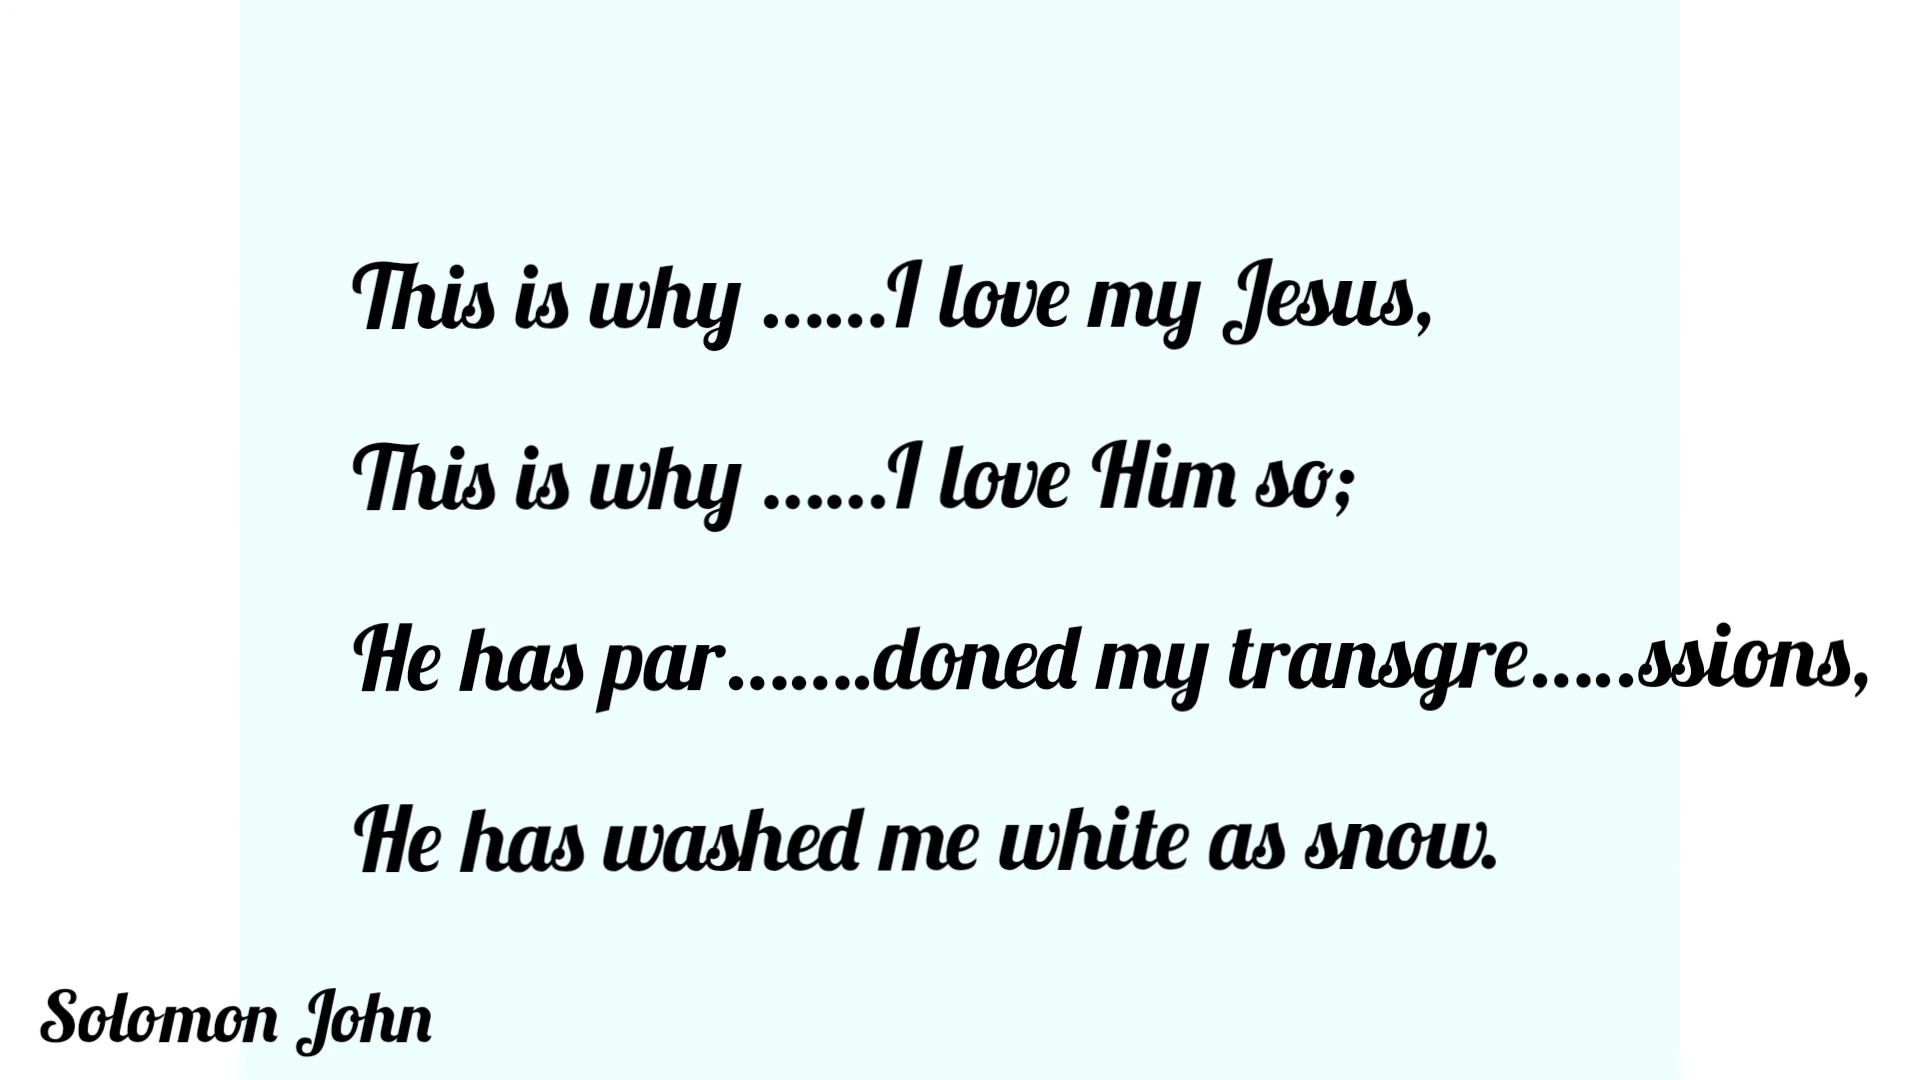 This is why ......I love my Jesus,
This is why ......I love Him so;
He has par.......doned my transgre.....ssions,
He has washed me white as snow.
Solomon John